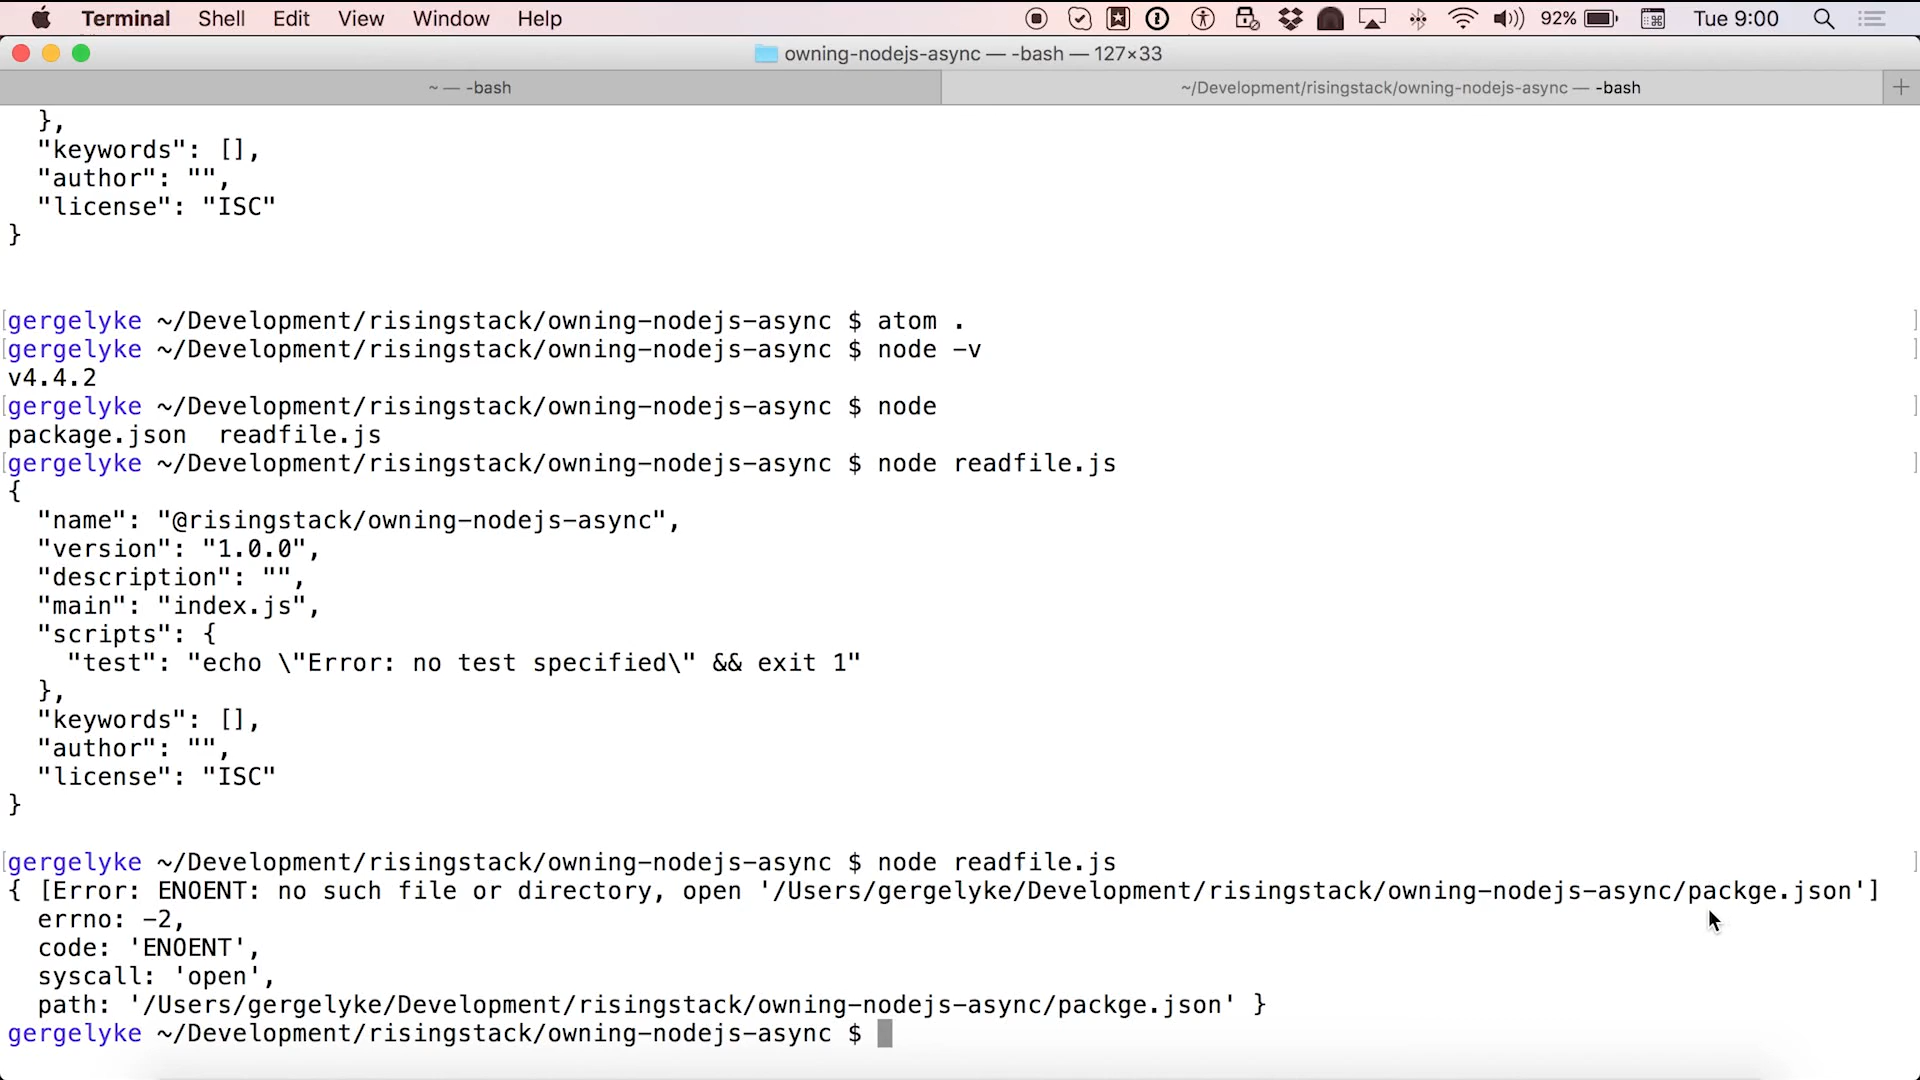 Terminal Shell Edit View Window Help 92% Tue 9:00
owning-nodejs-async — -bash — 127×33
~ — -bash
~/Development/risingstack/owning-nodejs-async — -bash
  },
  "keywords": [],
  "author": "",
  "license": "ISC"
}
gergelyke ~/Development/risingstack/owning-nodejs-async $ atom .
gergelyke ~/Development/risingstack/owning-nodejs-async $ node -v
v4.4.2
gergelyke ~/Development/risingstack/owning-nodejs-async $ node
package.json  readfile.js
gergelyke ~/Development/risingstack/owning-nodejs-async $ node readfile.js
{
  "name": "@risingstack/owning-nodejs-async",
  "version": "1.0.0",
  "description": "",
  "main": "index.js",
  "scripts": {
    "test": "echo \"Error: no test specified\" && exit 1"
  },
  "keywords": [],
  "author": "",
  "license": "ISC"
}
gergelyke ~/Development/risingstack/owning-nodejs-async $ node readfile.js
{ [Error: ENOENT: no such file or directory, open '/Users/gergelyke/Development/risingstack/owning-nodejs-async/packge.json']
  errno: -2,
  code: 'ENOENT',
  syscall: 'open',
  path: '/Users/gergelyke/Development/risingstack/owning-nodejs-async/packge.json' }
gergelyke ~/Development/risingstack/owning-nodejs-async $